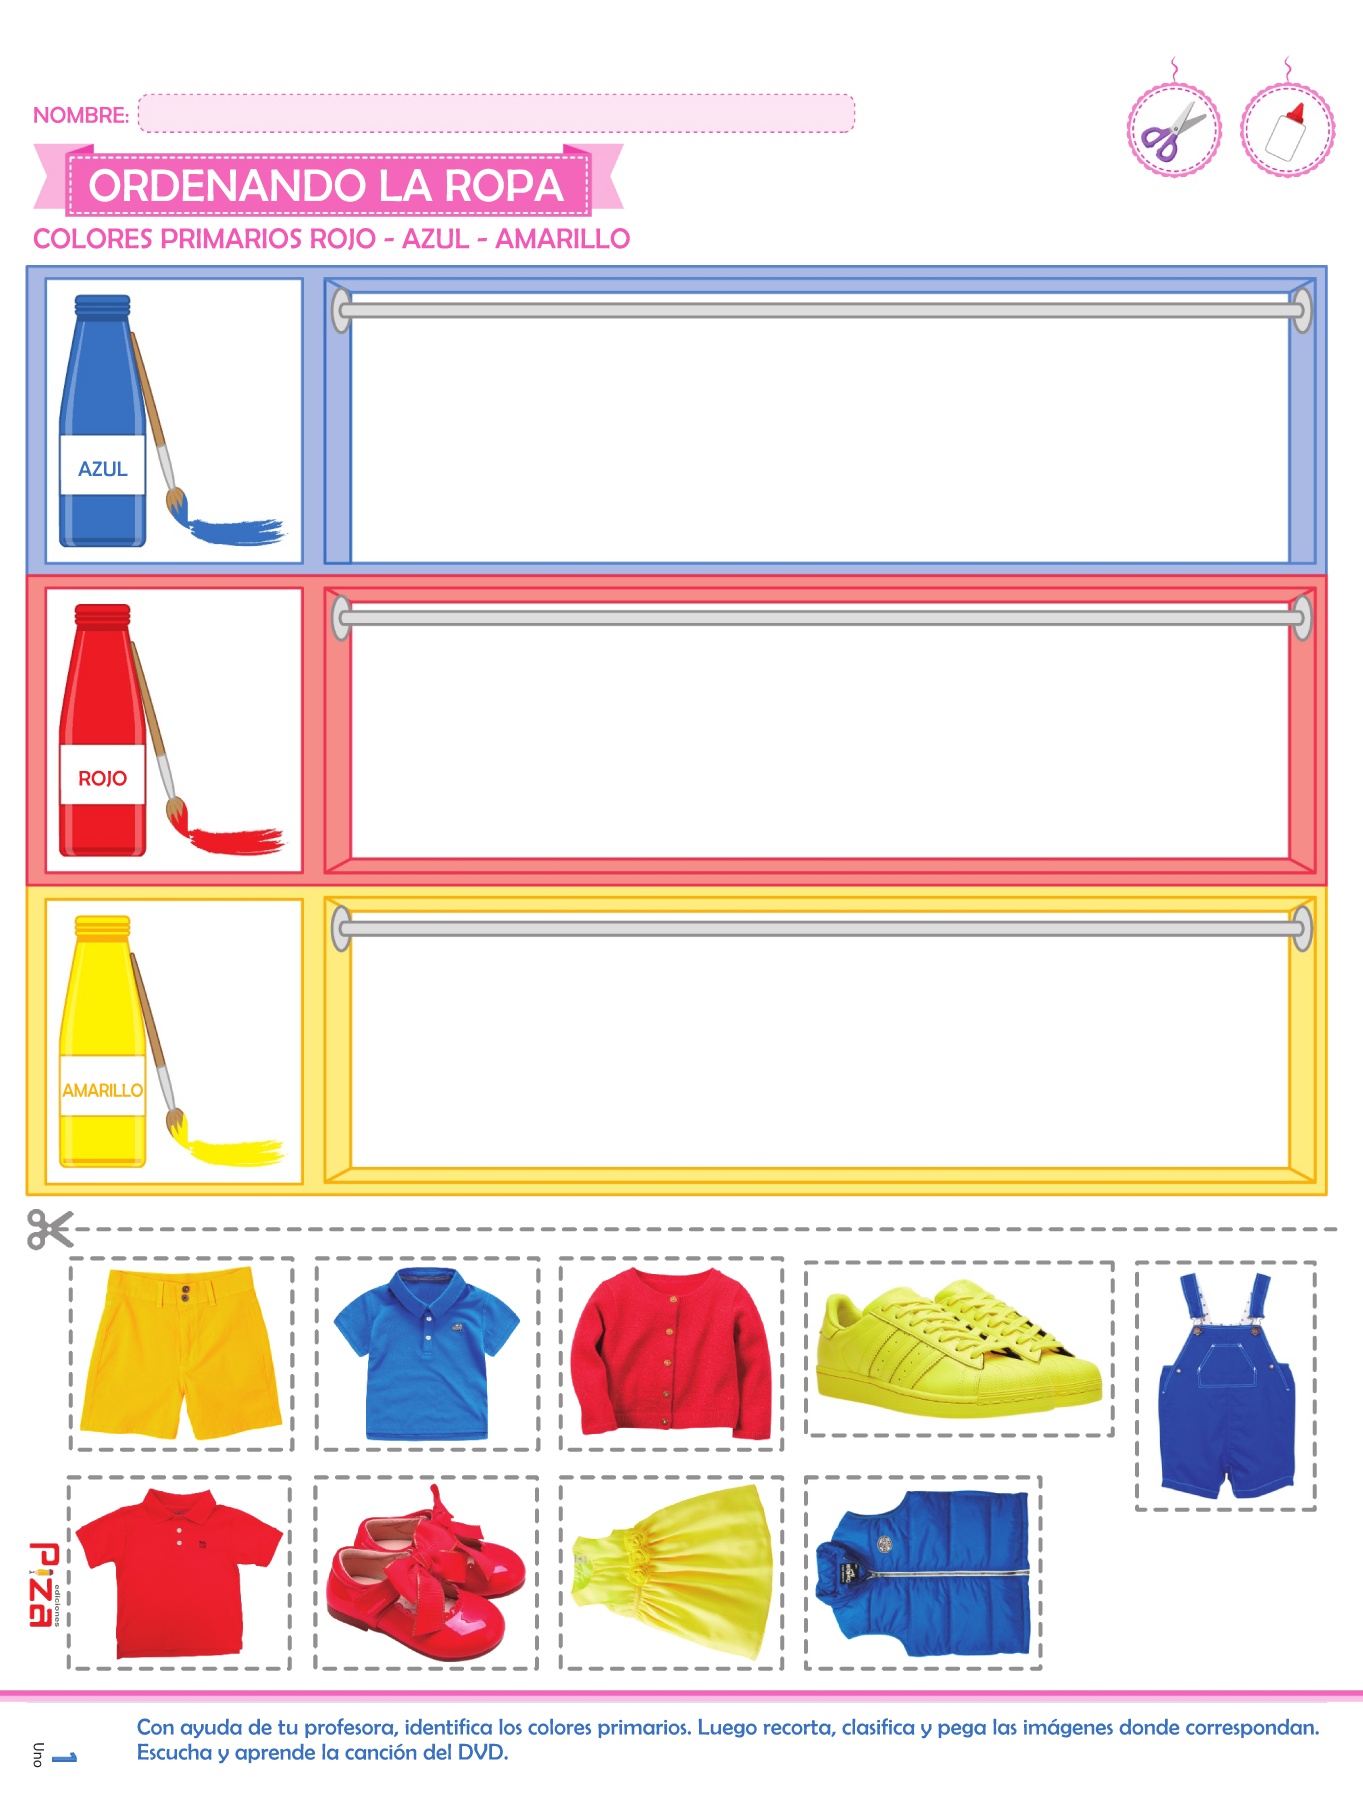 NOMBRE:
ORDENANDO LA ROPA
COLORES PRIMARIOS ROJO - AZUL - AMARILLO
AZUL
ROJO
AMARILLO
Piza
ediciones
Con ayuda de tu profesora, identifica los colores primarios. Luego recorta, clasifica y pega las imágenes donde correspondan.
Escucha y aprende la canción del DVD.
1
Uno